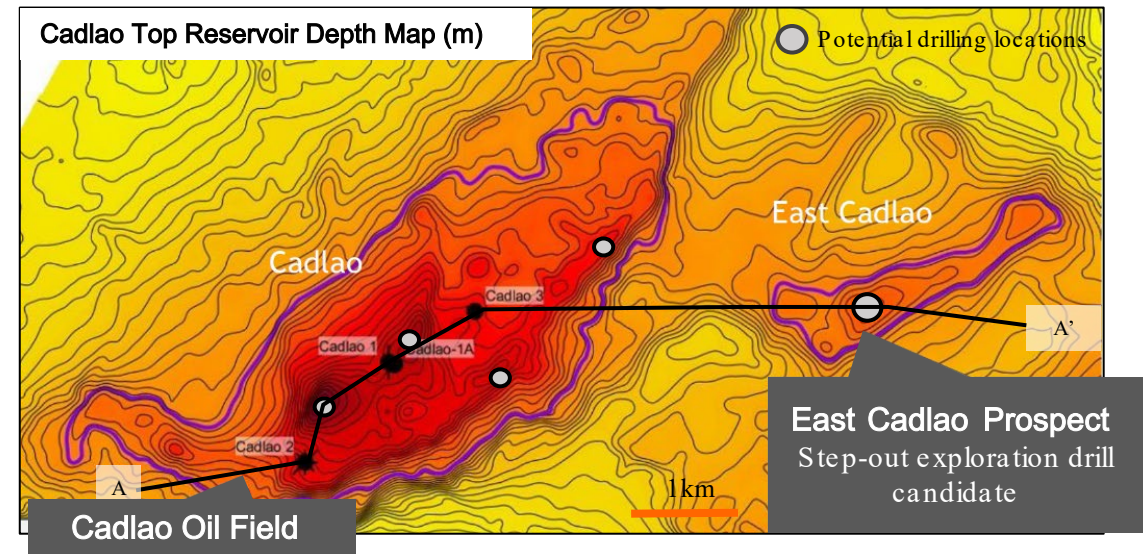 Cadlao Top Reservoir Depth Map (m)
Potential drilling locations
East Cadlao
Cadlao
Cadlao 3
Cadlao 1
Cadlao-1A
Cadlao 2
A
A’
1km
East Cadlao Prospect
Step-out exploration drill
candidate
Cadlao Oil Field